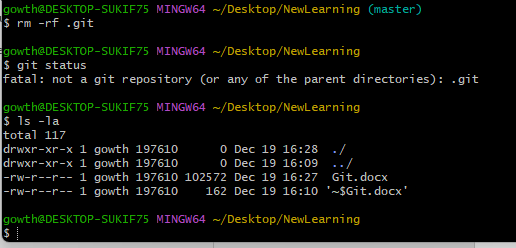 gowth@DESKTOP-SUKIF75 MINGW64 ~/Desktop/NewLearning (master)
$ rm -rf .git
gowth@DESKTOP-SUKIF75 MINGW64 ~/Desktop/NewLearning
$ git status
fatal: not a git repository (or any of the parent directories): .git
gowth@DESKTOP-SUKIF75 MINGW64 ~/Desktop/NewLearning
$ ls -la
total 117
drwxr-xr-x 1 gowth 197610      0 Dec 19 16:28  ./
drwxr-xr-x 1 gowth 197610      0 Dec 19 16:09  ../
-rw-r--r-- 1 gowth 197610 102572 Dec 19 16:27  Git.docx
-rw-r--r-- 1 gowth 197610    162 Dec 19 16:10 '~$Git.docx'
gowth@DESKTOP-SUKIF75 MINGW64 ~/Desktop/NewLearning
$